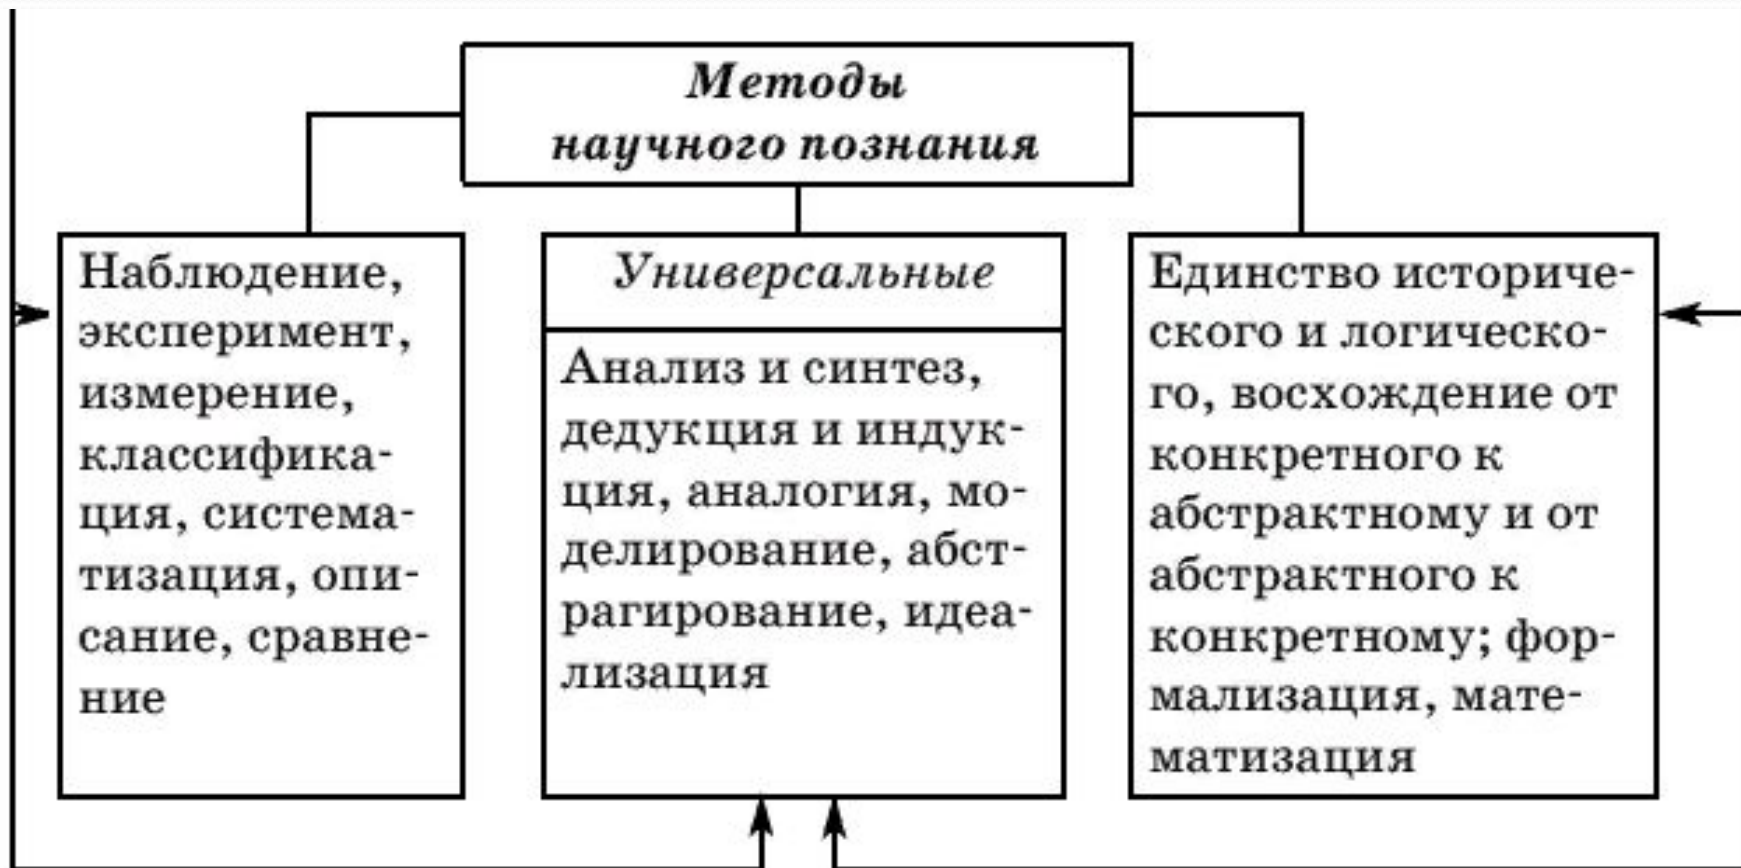 Методы
научного познания
Наблюдение,
эксперимент,
измерение,
классифика-
ция, система-
тизация, опи-
сание, сравне-
ние
Универсальные
Анализ и синтез,
дедукция и индук-
ция, аналогия, мо-
делирование, абст-
рагирование, идеа-
лизация
Единство историче-
ского и логическо-
го, восхождение от
конкретного к
абстрактному и от
абстрактного к
конкретному; фор-
мализация, мате-
матизация